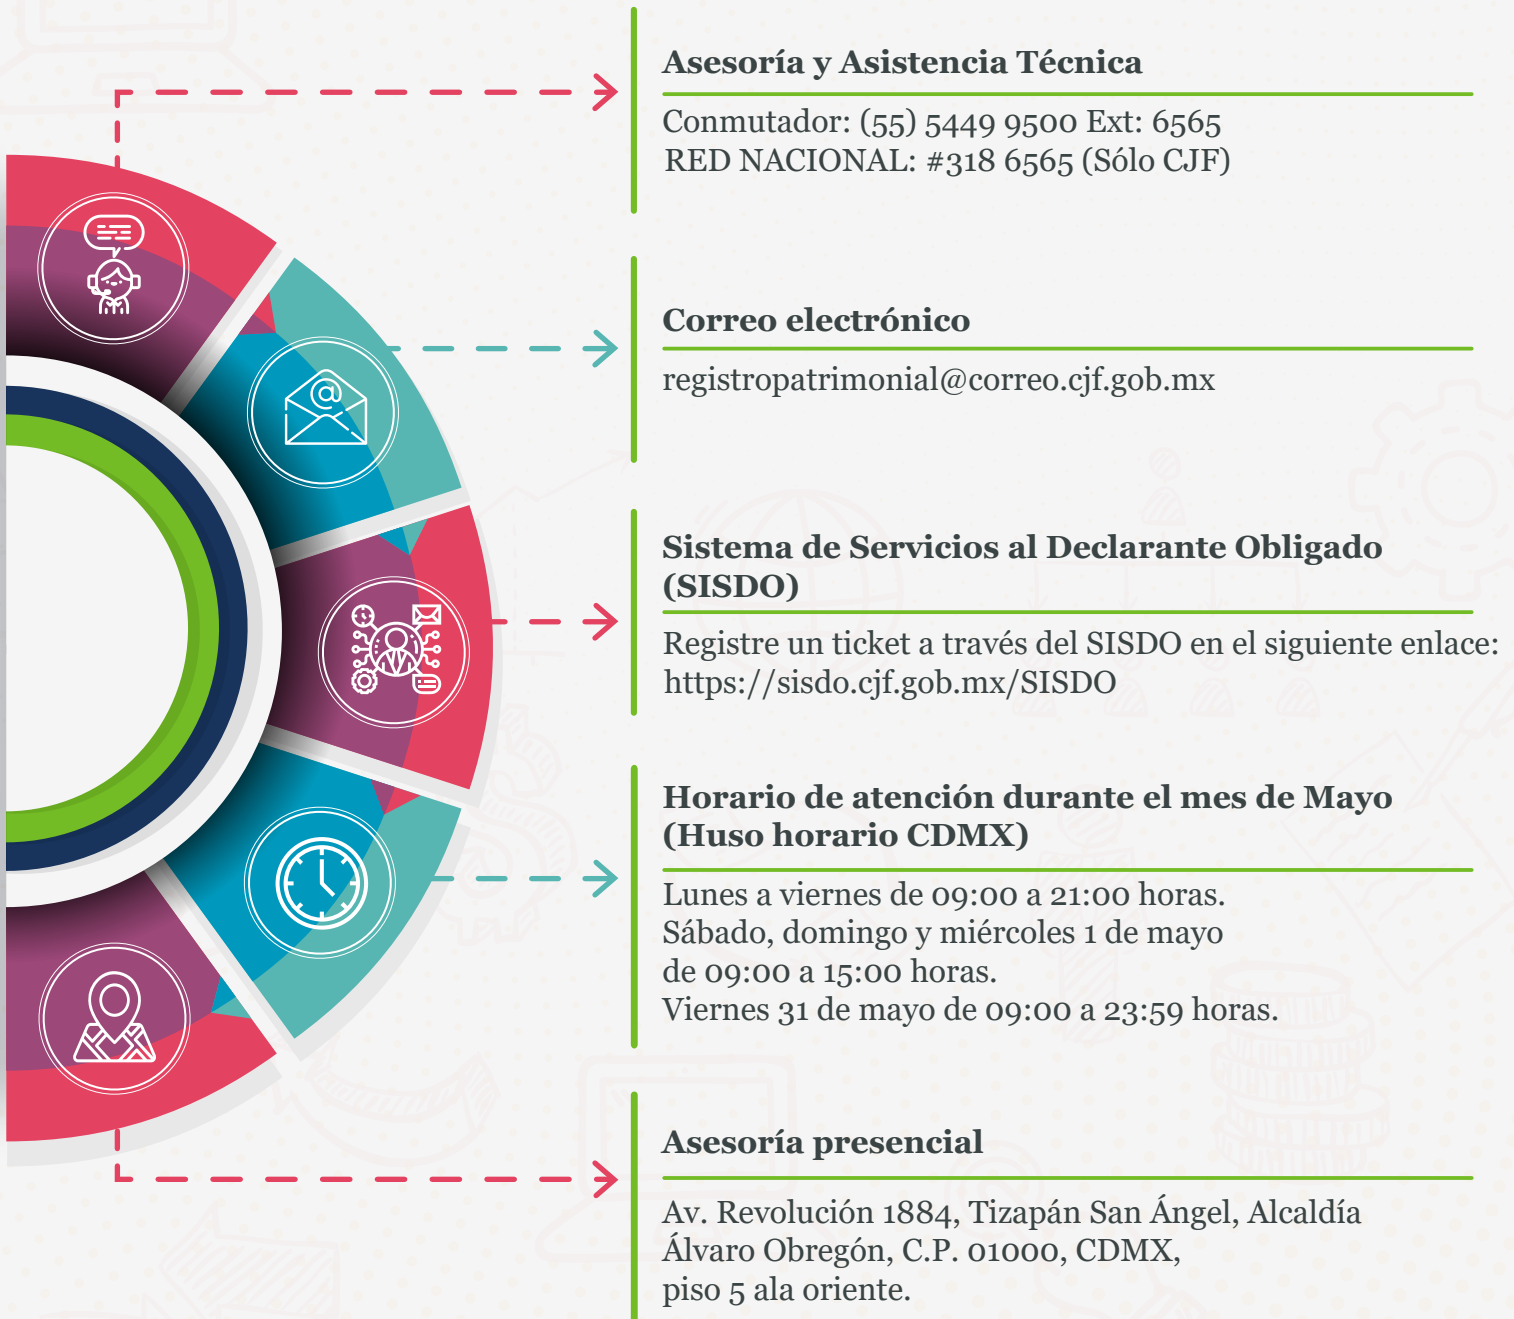 Asesoría y Asistencia Técnica
Conmutador: (55) 5449 9500 Ext: 6565
RED NACIONAL: #318 6565 (Sólo CJF)
Correo electrónico
registropatrimonial@correo.cjf.gob.mx
Sistema de Servicios al Declarante Obligado
(SISDO)
Registre un ticket a través del SISDO en el siguiente enlace:
https://sisdo.cjf.gob.mx/SISDO
Horario de atención durante el mes de Mayo
(Huso horario CDMX)
Lunes a viernes de 09:00 a 21:00 horas.
Sábado, domingo y miércoles 1 de mayo
de 09:00 a 15:00 horas.
Viernes 31 de mayo de 09:00 a 23:59 horas.
Asesoría presencial
Av. Revolución 1884, Tizapán San Ángel, Alcaldía
Álvaro Obregón, C.P. 01000, CDMX,
piso 5 ala oriente.